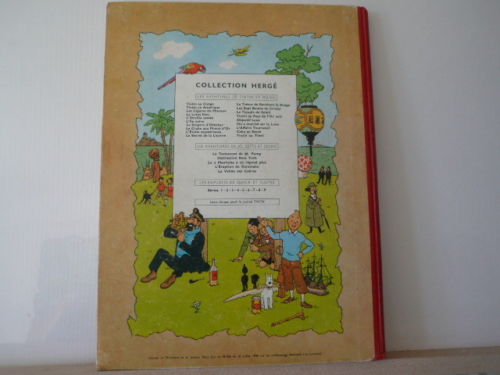 COLLECTION HERGÉ
LES AVENTURES DE TINTIN ET MILOU
Tintin au Congo
Tintin en Amérique
Les Cigares du Pharaon
Le Lotus Bleu
L'Oreille cassée
L'Île noire
Le Sceptre d'Ottokar
Le Crabe aux Pinces d'Or
L'Étoile mystérieuse
Le Secret de la Licorne
Le Trésor de Rackham le Rouge
Les Sept Boules de Cristal
Le Temple du Soleil
Tintin au Pays de l'Or noir
Objectif Lune
On a marché sur la Lune
L'Affaire Tournesol
Coke en Stock
Tintin au Tibet
LES AVENTURES DE JO, ZETTE ET JOCKO
Le Testament de M. Pump
Destination New York
Le « Manitoba » ne répond plus
L'Éruption du Karamako
La Vallée des Cobras
LES EXPLOITS DE QUICK ET FLUPKE
Séries 1 - 2 - 3 - 4 - 5 - 6 - 7 - 8 - 9